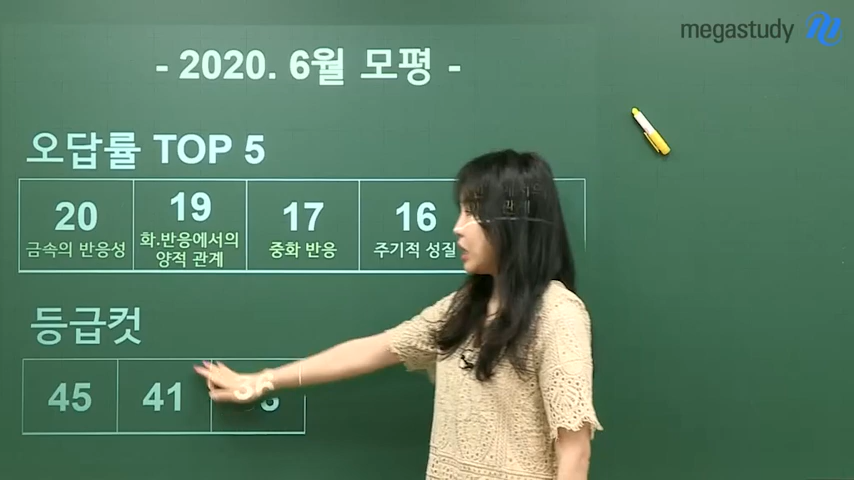 megastudy
- 2020. 6월 모평 -
오답률 TOP 5
20
금속의 반응성
19
화.반응에서의
양적 관계
17
중화 반응
16
주기적 성질
등급컷
45
41
36